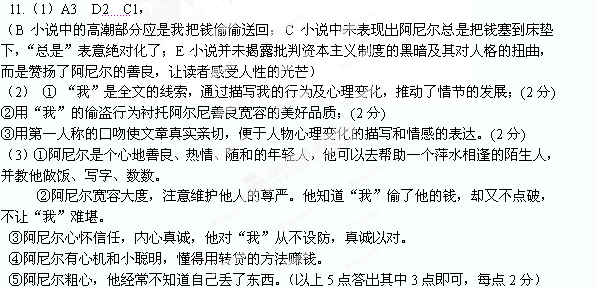 11.（1）A3　D2　C1，
（B 小说中的高潮部分应是我把钱偷偷送回；C 小说中未表现出阿尼尔总是把钱塞到床垫
下，“总是”表意绝对化了；E 小说并未揭露批判资本主义制度的黑暗及其对人格的扭曲，
而是赞扬了阿尼尔的善良，让读者感受人性的光芒）
（2） ① “我”是全文的线索，通过描写我的行为及心理变化，推动了情节的发展；(2 分)
②用“我”的偷盗行为衬托阿尼尔善良宽容的美好品质；(2 分)
③用第一人称的口吻使文章真实亲切，便于人物心理变化的描写和情感的表达。(2 分)
（3）①阿尼尔是个心地善良、热情、随和的年轻人，他可以去帮助一个萍水相逢的陌生人，
并教他做饭、写字、数数。
②阿尼尔宽容大度，注意维护他人的尊严。他知道“我”偷了他的钱，却又不点破，
不让“我”难堪。
③阿尼尔心怀信任，内心真诚，他对“我”从不设防，真诚以对。
④阿尼尔有心机和小聪明，懂得用转贷的方法赚钱。
⑤阿尼尔粗心，他经常不知道自己丢了东西。（以上 5 点答出其中 3 点即可，每点 2 分）